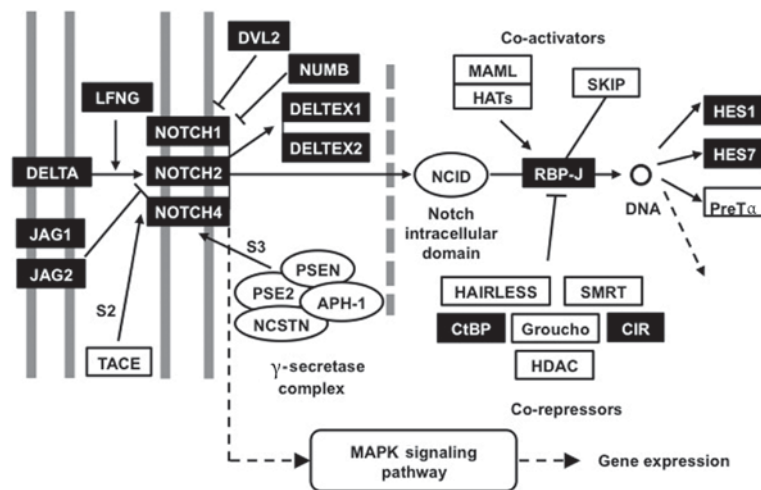 DVL2
Co-activators
NUMB
MAML
HATs
SKIP
LFNG
DELTEX1
HES1
NOTCH1
DELTEX2
HES7
DELTA
NOTCH2
NCID
RBP-J
DNA
PreTα
NOTCH4
Notch
intracellular
domain
JAG1
JAG2
S3
PSEN
PSE2
APH-1
NCSTN
HAIRLESS
SMRT
S2
CtBP
Groucho
CIR
TACE
HDAC
γ-secretase
complex
Co-repressors
MAPK signaling
pathway
Gene expression